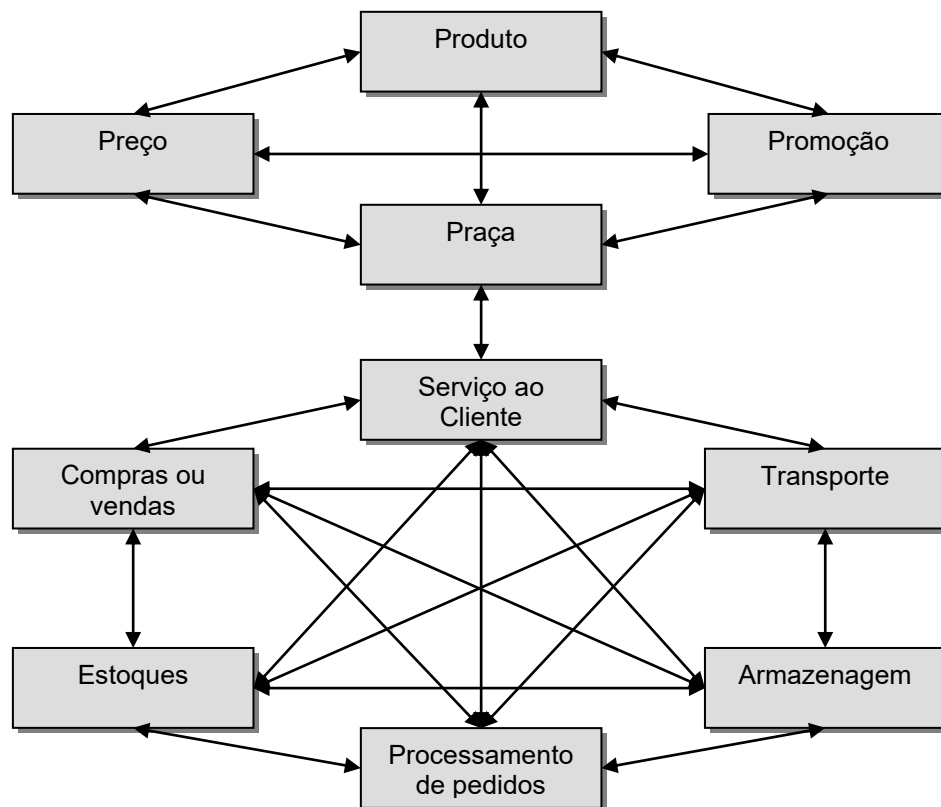 Produto
Preço
Promoção
Praça
Serviço ao
Cliente
Compras ou
vendas
Transporte
Estoques
Armazenagem
Processamento
de pedidos